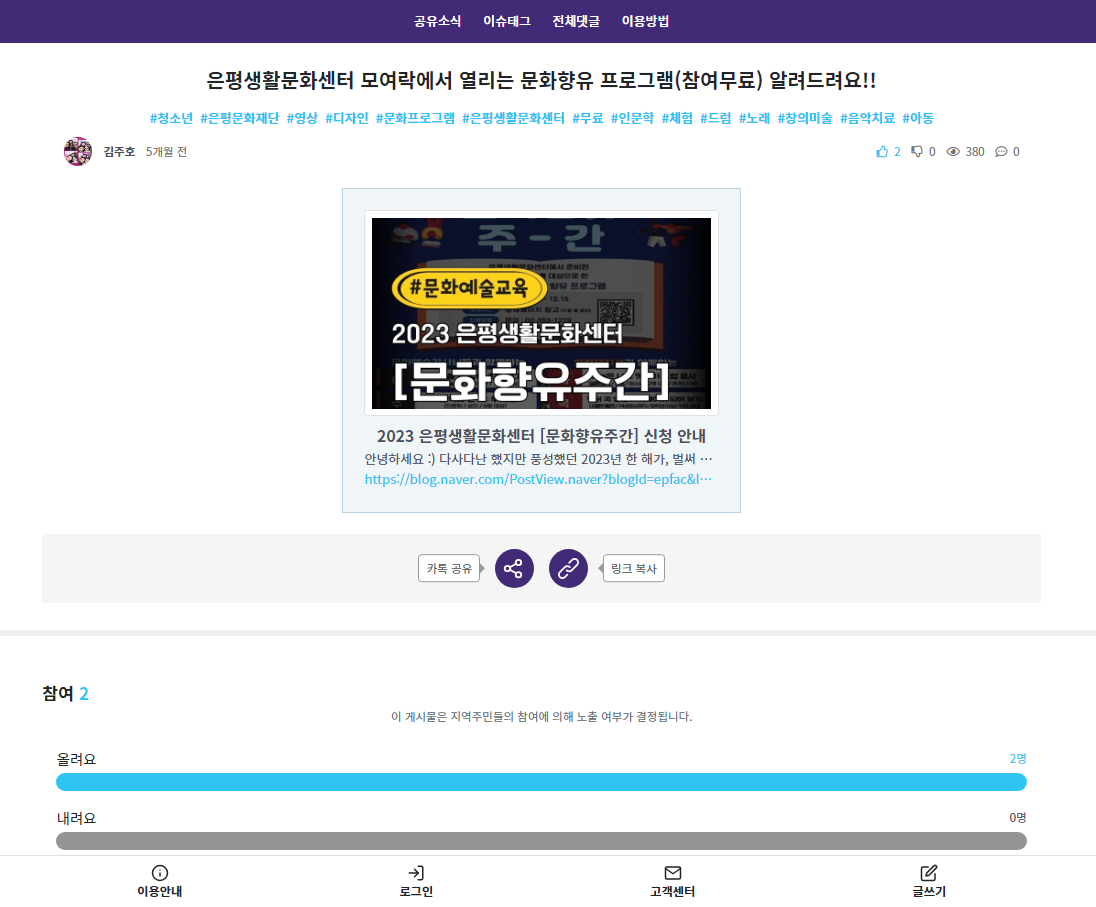 공유소식 이슈태그 전체댓글 이용방법
은평생활문화센터 모여락에서 열리는 문화향유 프로그램(참여무료) 알려드려요!!
#청소년 #은평문화재단 #영상 #디자인 #문화프로그램 #은평생활문화센터 #무료 #인문학 #체험 #드럼 #노래 #창의미술 #음악치료 #아동
김주호 5개월 전 2 0 380 0
주-간
#문화예술교육
2023 은평생활문화센터
[문화향유주간]
2023 은평생활문화센터 [문화향유주간] 신청 안내
안녕하세요 :) 다사다난 했지만 풍성했던 2023년 한 해가, 벌써 ⋯
https://blog.naver.com/PostView.naver?blogId=epfac&l⋯
카톡 공유 링크 복사
참여 2
이 게시물은 지역주민들의 참여에 의해 노출 여부가 결정됩니다.
올려요 2명
내려요 0명
이용안내 로그인 고객센터 글쓰기